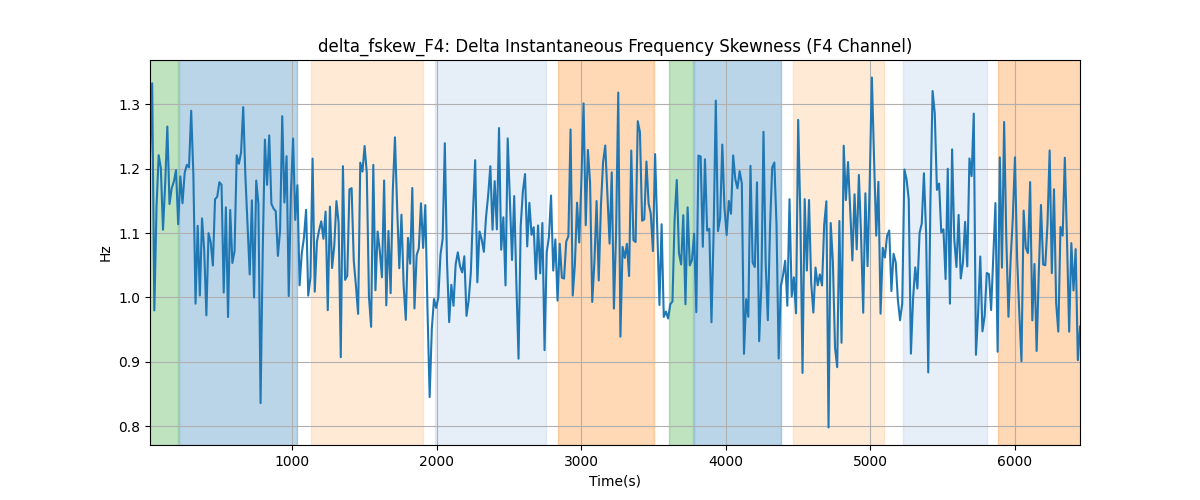 delta_fskew_F4: Delta Instantaneous Frequency Skewness (F4 Channel)
1.3
1.2
1.1
1.0
0.9
0.8
Hz
1000 2000 3000 4000 5000 6000
Time(s)